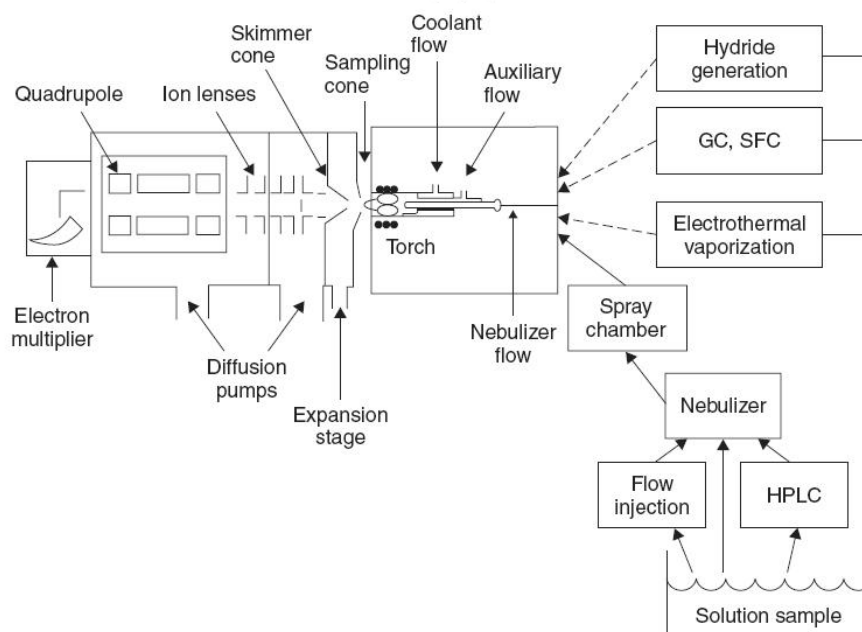 Coolant
flow
Skimmer
cone
Sampling
cone
Auxiliary
flow
Quadrupole
Ion lenses
Hydride
generation
GC, SFC
Electrothermal
vaporization
Torch
Spray
chamber
Electron
multiplier
Diffusion
pumps
Nebulizer
flow
Expansion
stage
Nebulizer
Flow
injection
HPLC
Solution sample